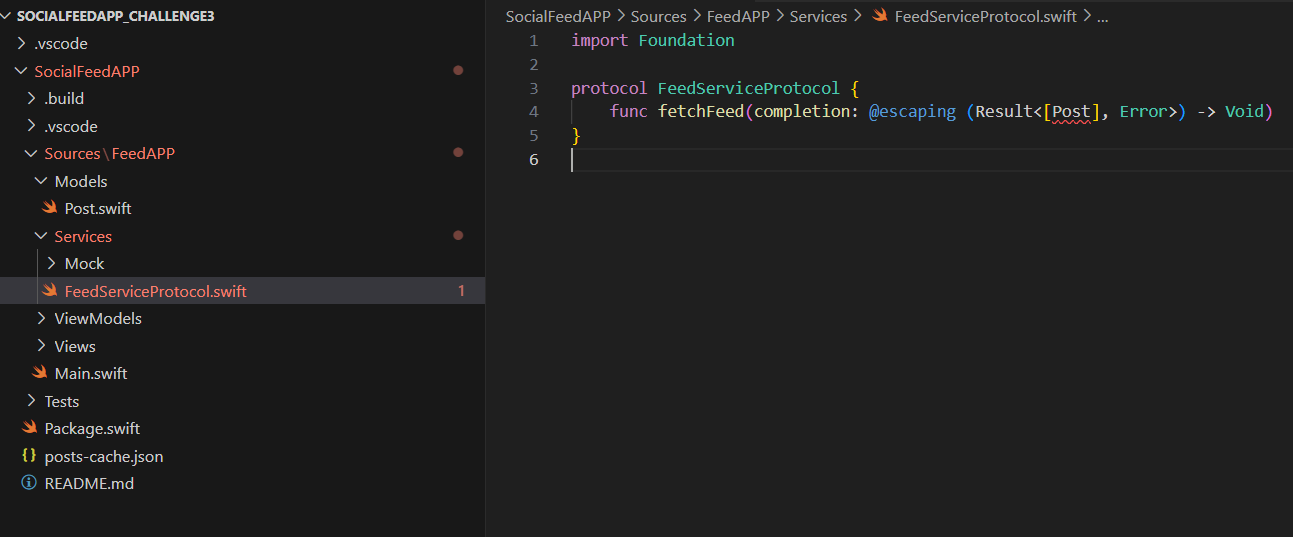 SOCIALFEEDAPP_CHALLENGE3
.vscode
SocialFeedAPP
.build
.vscode
Sources\FeedAPP
Models
Post.swift
Services
Mock
FeedServiceProtocol.swift 1
ViewModels
Views
Main.swift
Tests
Package.swift
{} posts-cache.json
README.md
SocialFeedAPP > Sources > FeedAPP > Services > FeedServiceProtocol.swift > ...
1 import Foundation
2
3 protocol FeedServiceProtocol {
4     func fetchFeed(completion: @escaping (Result<[Post], Error>) -> Void)
5 }
6